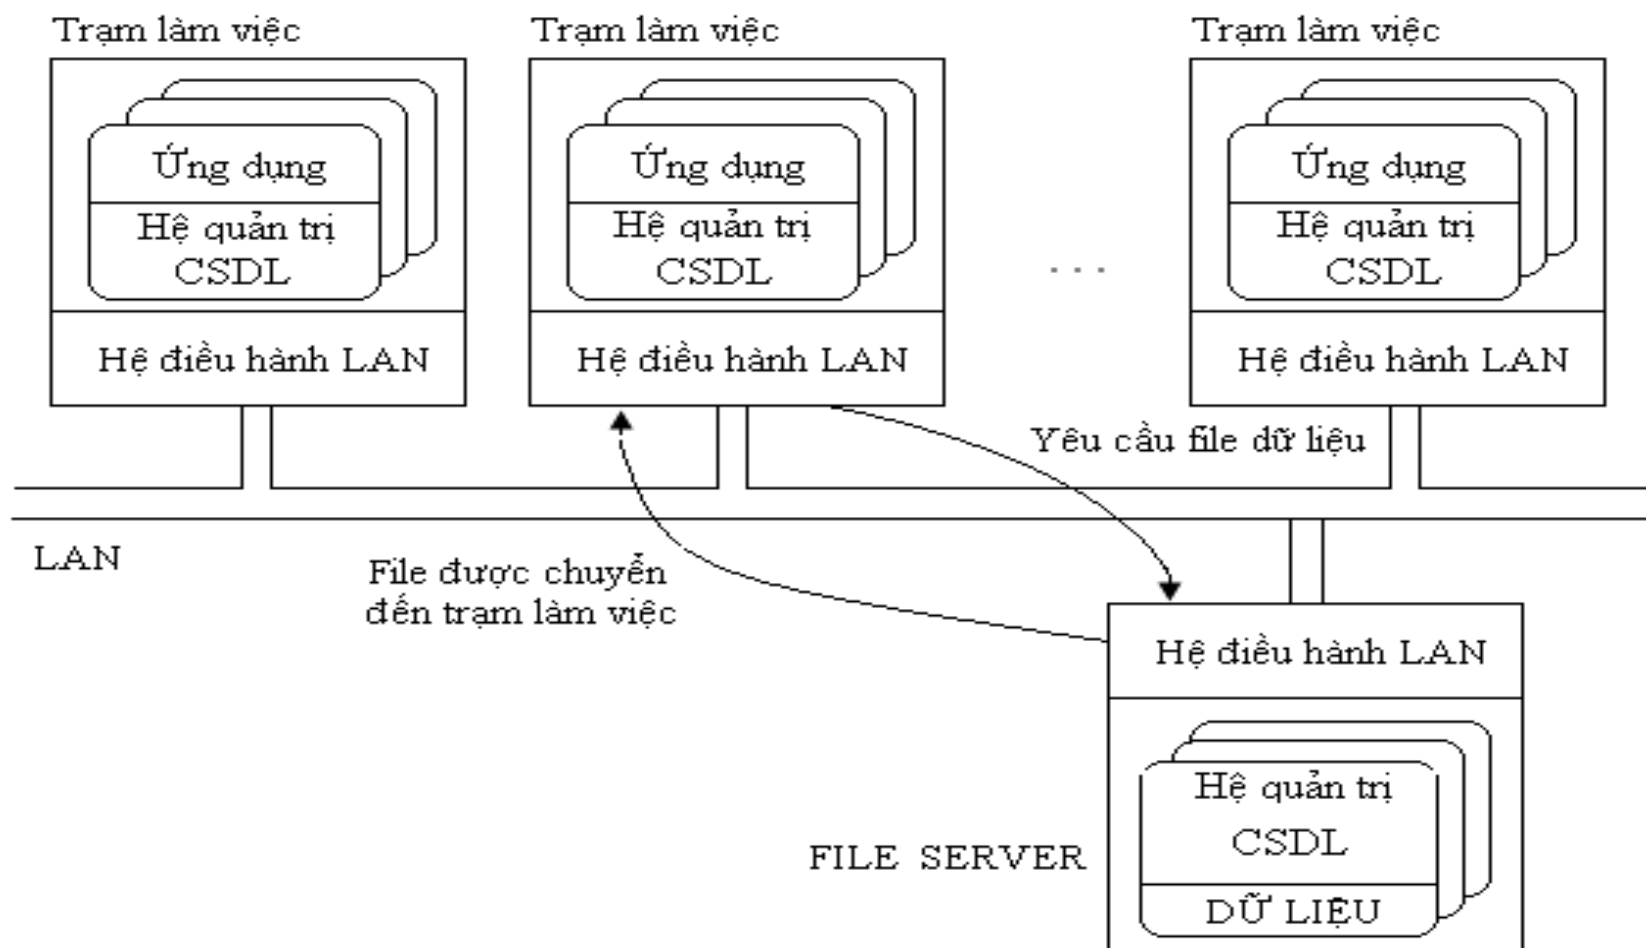 Trạm làm việc
Trạm làm việc
Trạm làm việc
Ứng dụng
Hệ quản trị
CSDL
Hệ điều hành LAN
Ứng dụng
Hệ quản trị
CSDL
Hệ điều hành LAN
. . .
Ứng dụng
Hệ quản trị
CSDL
Hệ điều hành LAN
Yêu cầu file dữ liệu
LAN
File được chuyển
đến trạm làm việc
Hệ điều hành LAN
FILE SERVER
Hệ quản trị
CSDL
DỮ LIỆU